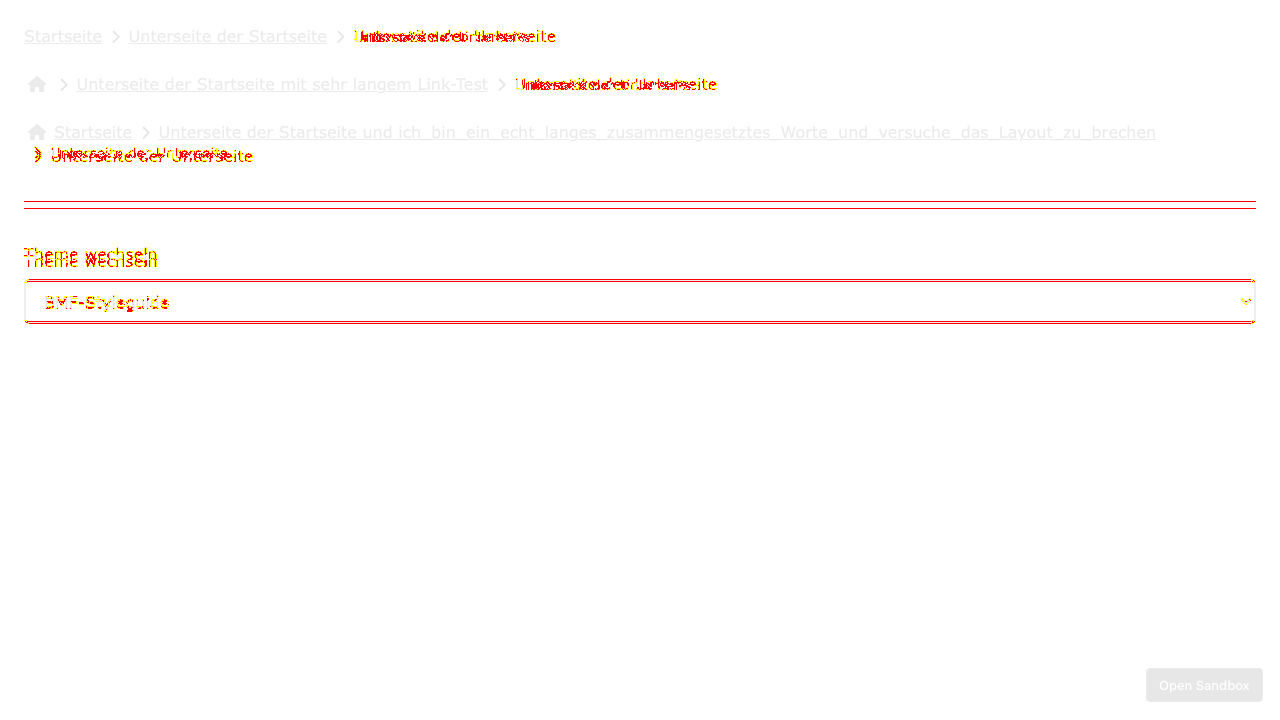 Startseite > Unterseite der Startseite > Unterseite der Unterseite
> Unterseite der Startseite mit sehr langem Link-Test > Unterseite der Unterseite
Startseite > Unterseite der Startseite und ich_bin_ein_echt_langes_zusammengesetztes_Worte_und_versuche_das_Layout_zu_brechen
> Unterseite der Unterseite
Theme wechseln
BMF-Styleguide
Open Sandbox